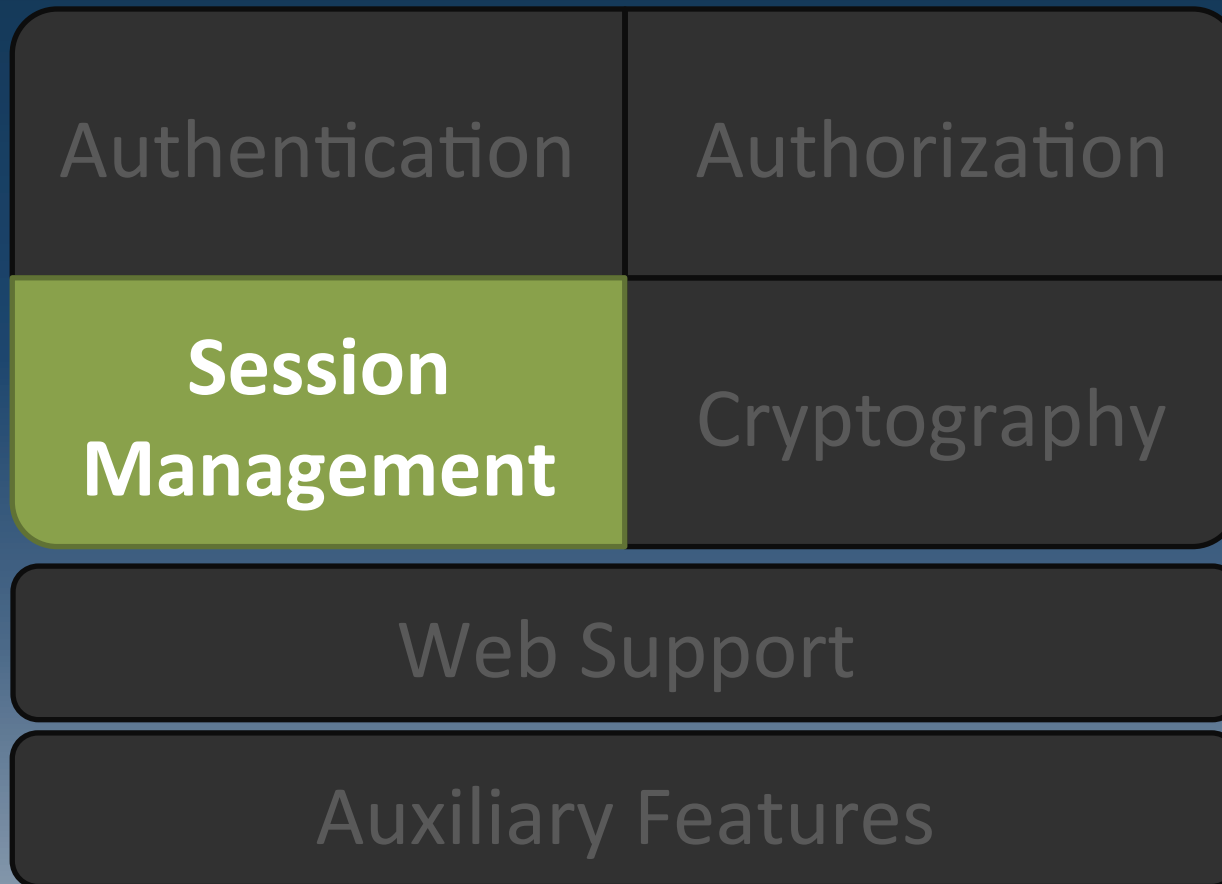 Authentication
Authorization
Session
Management
Cryptography
Web Support
Auxiliary Features